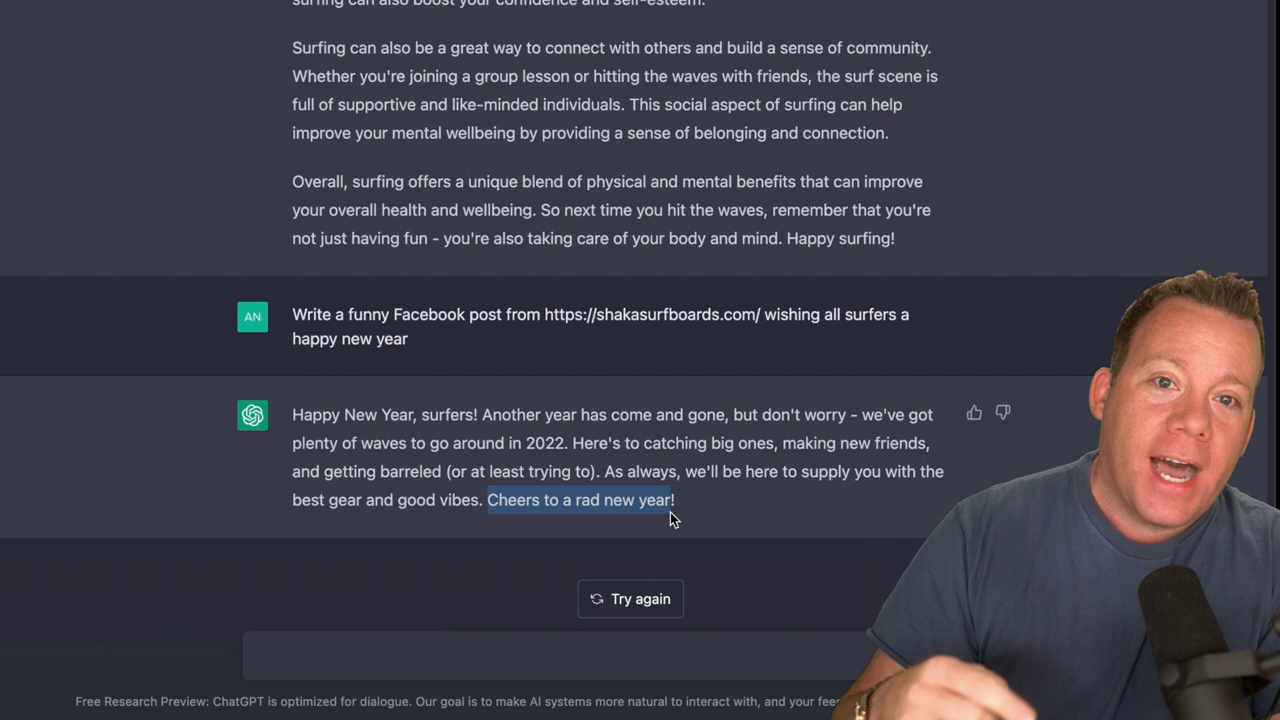 surfing can also boost your confidence and self-esteem.
Surfing can also be a great way to connect with others and build a sense of community.
Whether you're joining a group lesson or hitting the waves with friends, the surf scene is
full of supportive and like-minded individuals. This social aspect of surfing can help
improve your mental wellbeing by providing a sense of belonging and connection.
Overall, surfing offers a unique blend of physical and mental benefits that can improve
your overall health and wellbeing. So next time you hit the waves, remember that you're
not just having fun - you're also taking care of your body and mind. Happy surfing!
AN
Write a funny Facebook post from https://shakasurfboards.com/ wishing all surfers a
happy new year
Happy New Year, surfers! Another year has come and gone, but don't worry - we've got
plenty of waves to go around in 2022. Here's to catching big ones, making new friends,
and getting barreled (or at least trying to). As always, we'll be here to supply you with the
best gear and good vibes. Cheers to a rad new year!
Try again
Free Research Preview: ChatGPT is optimized for dialogue. Our goal is to make AI systems more natural to interact with, and your